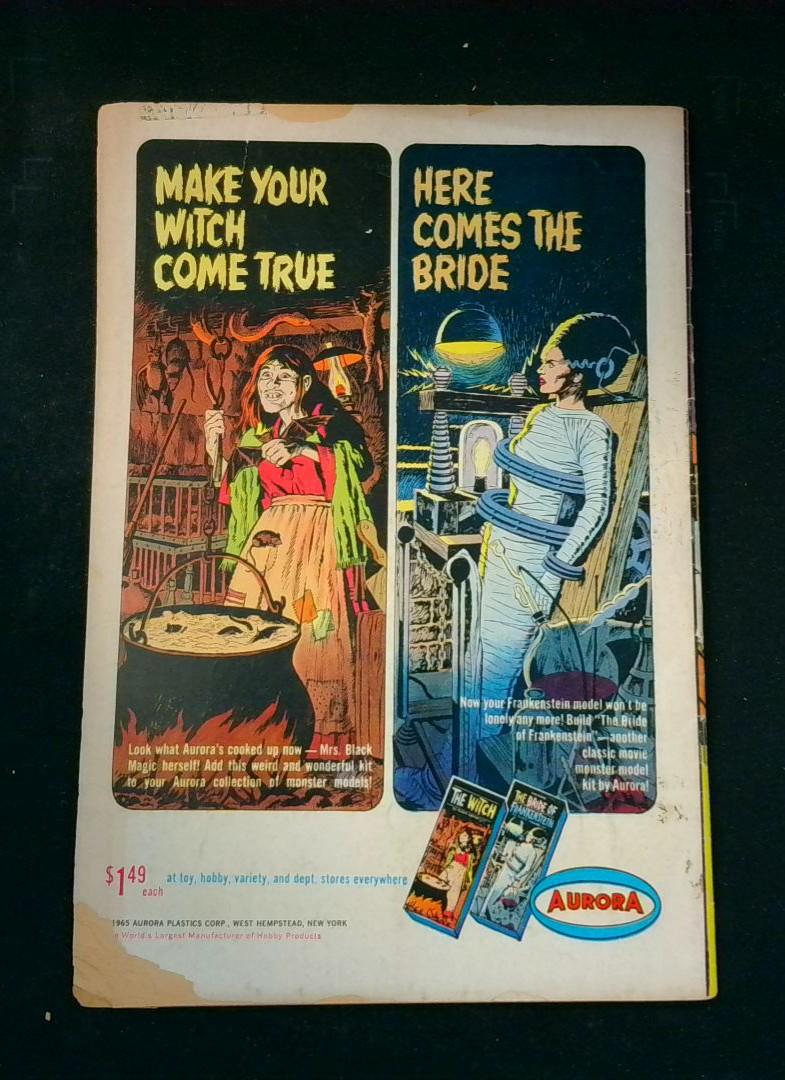 MAKE YOUR
WITCH
COME TRUE
HERE
COMES THE
BRIDE
Look what Aurora's cooked up now — Mrs. Black
Magic herself! Add this weird and wonderful kit
to your Aurora collection of monster models!
Now your Frankenstein model won't be
lonely any more! Build "The Bride
of Frankenstein"—another
classic movie
monster model
kit by Aurora!
THE WITCH
THE BRIDE OF
FRANKENSTEIN
$1.49
each
at toy, hobby, variety, and dept. stores everywhere
AURORA
1965 AURORA PLASTICS CORP., WEST HEMPSTEAD, NEW YORK
World's Largest Manufacturer of Hobby Products